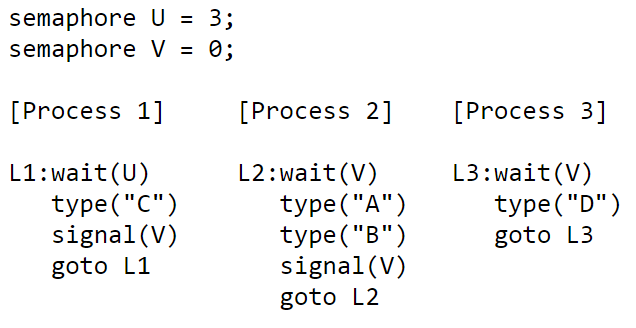 semaphore U = 3;
semaphore V = 0;
[Process 1] [Process 2] [Process 3]
L1:wait(U) L2:wait(V) L3:wait(V)
type("C") type("A") type("D")
signal(V) type("B") goto L3
goto L1 signal(V)
goto L2